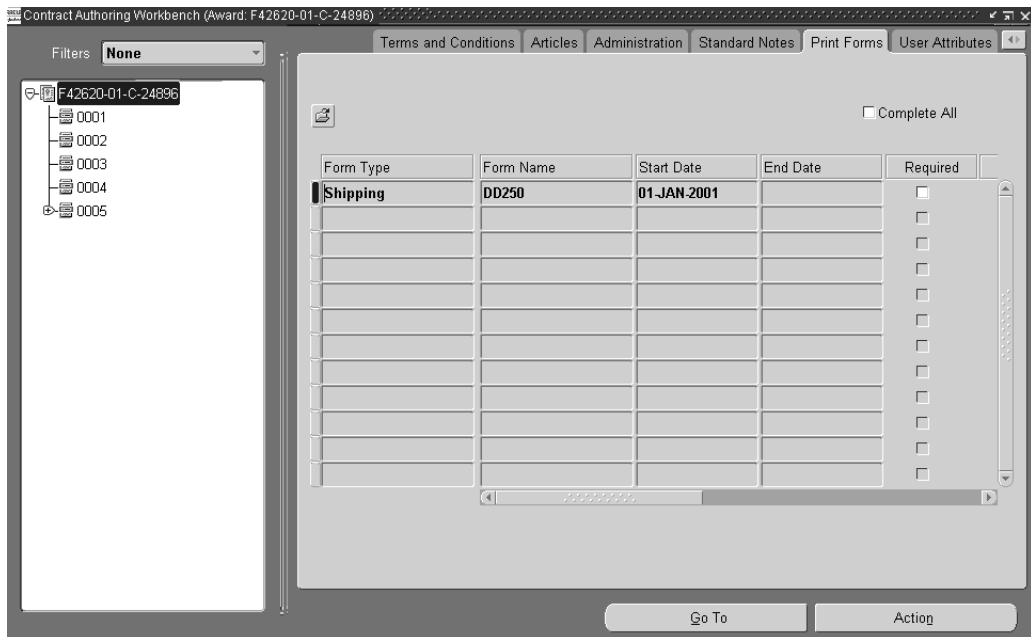 Contract Authoring Workbench (Award: F42620-01-C-24896)
Filters None
Terms and Conditions Articles Administration Standard Notes Print Forms User Attributes
F42620-01-C-24896
0001
0002
0003
0004
0005
Complete All
Form Type Form Name Start Date End Date Required
Shipping DD250 01-JAN-2001
Go To Action